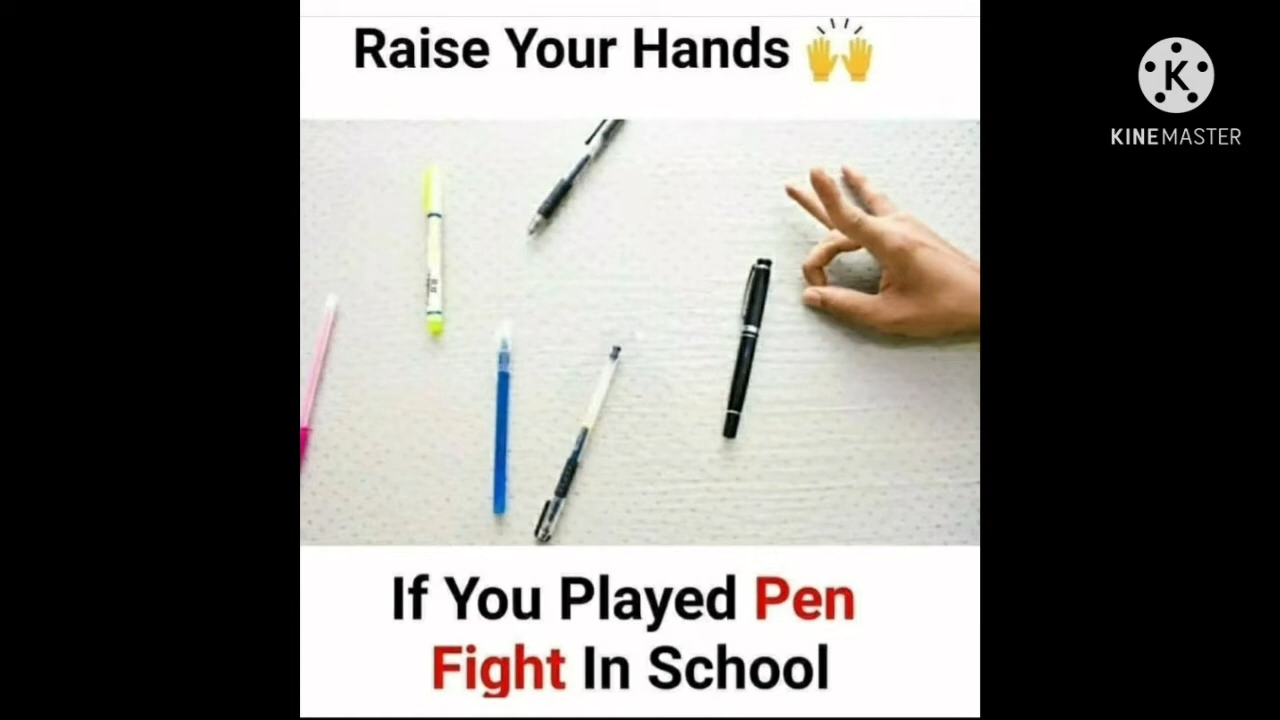 Raise Your Hands 🙌
KINEMASTER
If You Played Pen
Fight In School